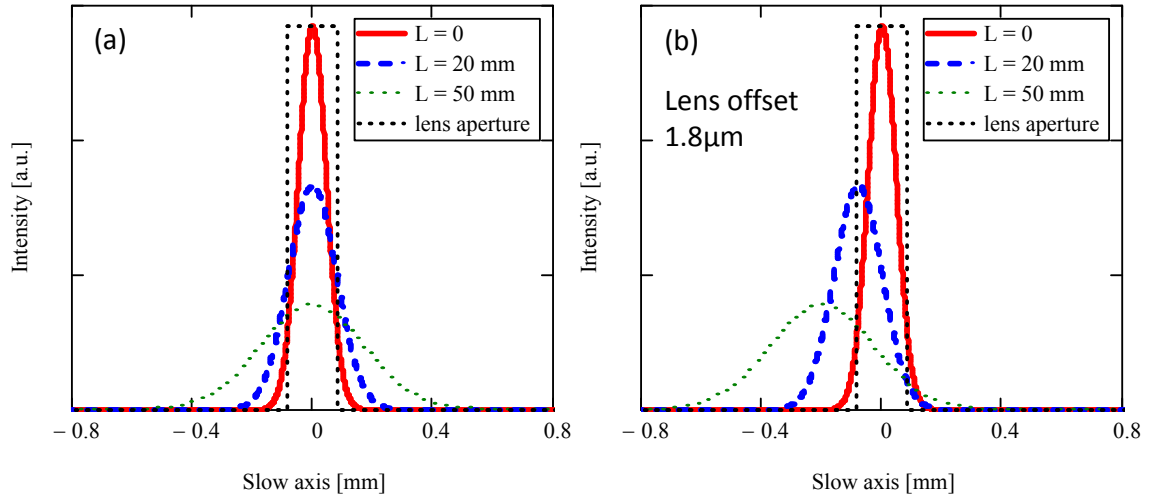 (a)
L = 0
L = 20 mm
L = 50 mm
lens aperture
Intensity [a.u.]
– 0.8
– 0.4
0
0.4
0.8
Slow axis [mm]
(b)
Lens offset
1.8µm
L = 0
L = 20 mm
L = 50 mm
lens aperture
Intensity [a.u.]
– 0.8
– 0.4
0
0.4
0.8
Slow axis [mm]